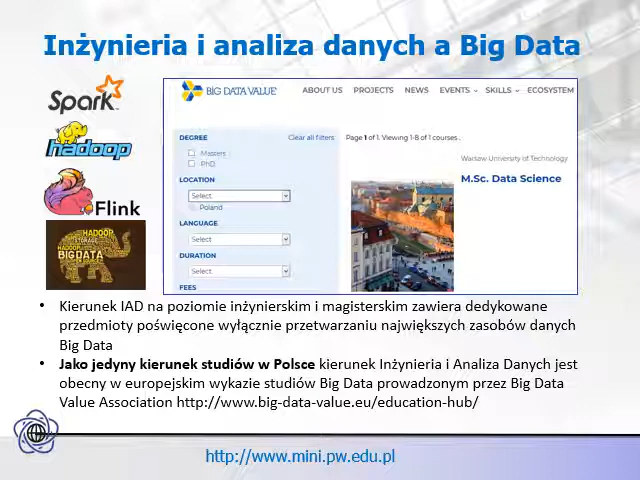 Inżynieria i analiza danych a Big Data
Spark
hadoop
Flink
HADOOP
STORAGE
HADOOP
BIGDATA
BIG DATA VALUE
ABOUT US PROJECTS NEWS EVENTS SKILLS ECOSYSTEM
DEGREE Clear all filters
Masters
PhD
LOCATION
Select
Poland
LANGUAGE
Select
DURATION
Select
FEES
Page 1 of 1. Viewing 1-8 of 1 courses .
Warsaw University of Technology
M.Sc. Data Science
• Kierunek IAD na poziomie inżynierskim i magisterskim zawiera dedykowane
przedmioty poświęcone wyłącznie przetwarzaniu największych zasobów danych
Big Data
• Jako jedyny kierunek studiów w Polsce kierunek Inżynieria i Analiza Danych jest
obecny w europejskim wykazie studiów Big Data prowadzonym przez Big Data
Value Association http://www.big-data-value.eu/education-hub/
http://www.mini.pw.edu.pl